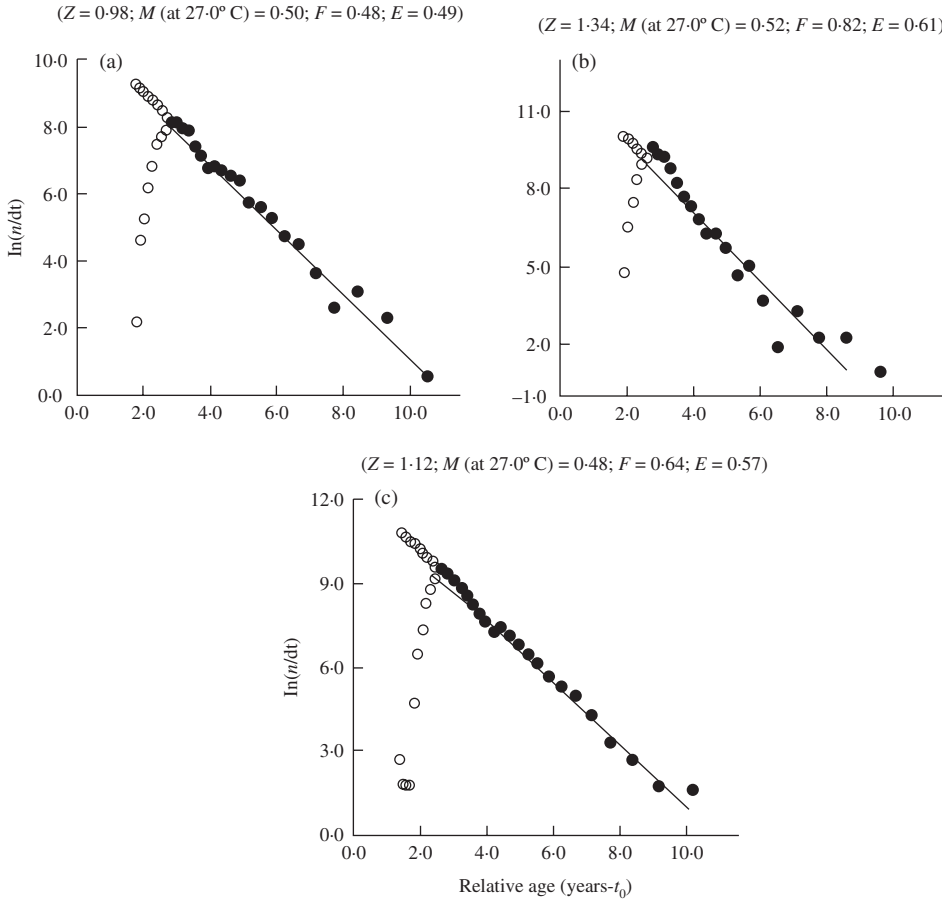 (Z = 0·98; M (at 27·0º C) = 0·50; F = 0·48; E = 0·49)
(a)
10·0
8·0
6·0
4·0
2·0
0·0
ln(n/dt)
0·0 2·0 4·0 6·0 8·0 10·0
(Z = 1·34; M (at 27·0º C) = 0·52; F = 0·82; E = 0·61)
(b)
11·0
8·0
5·0
2·0
–1·0
0·0 2·0 4·0 6·0 8·0 10·0
(Z = 1·12; M (at 27·0º C) = 0·48; F = 0·64; E = 0·57)
(c)
12·0
9·0
6·0
3·0
0·0
ln(n/dt)
0·0 2·0 4·0 6·0 8·0 10·0
Relative age (years-t₀)